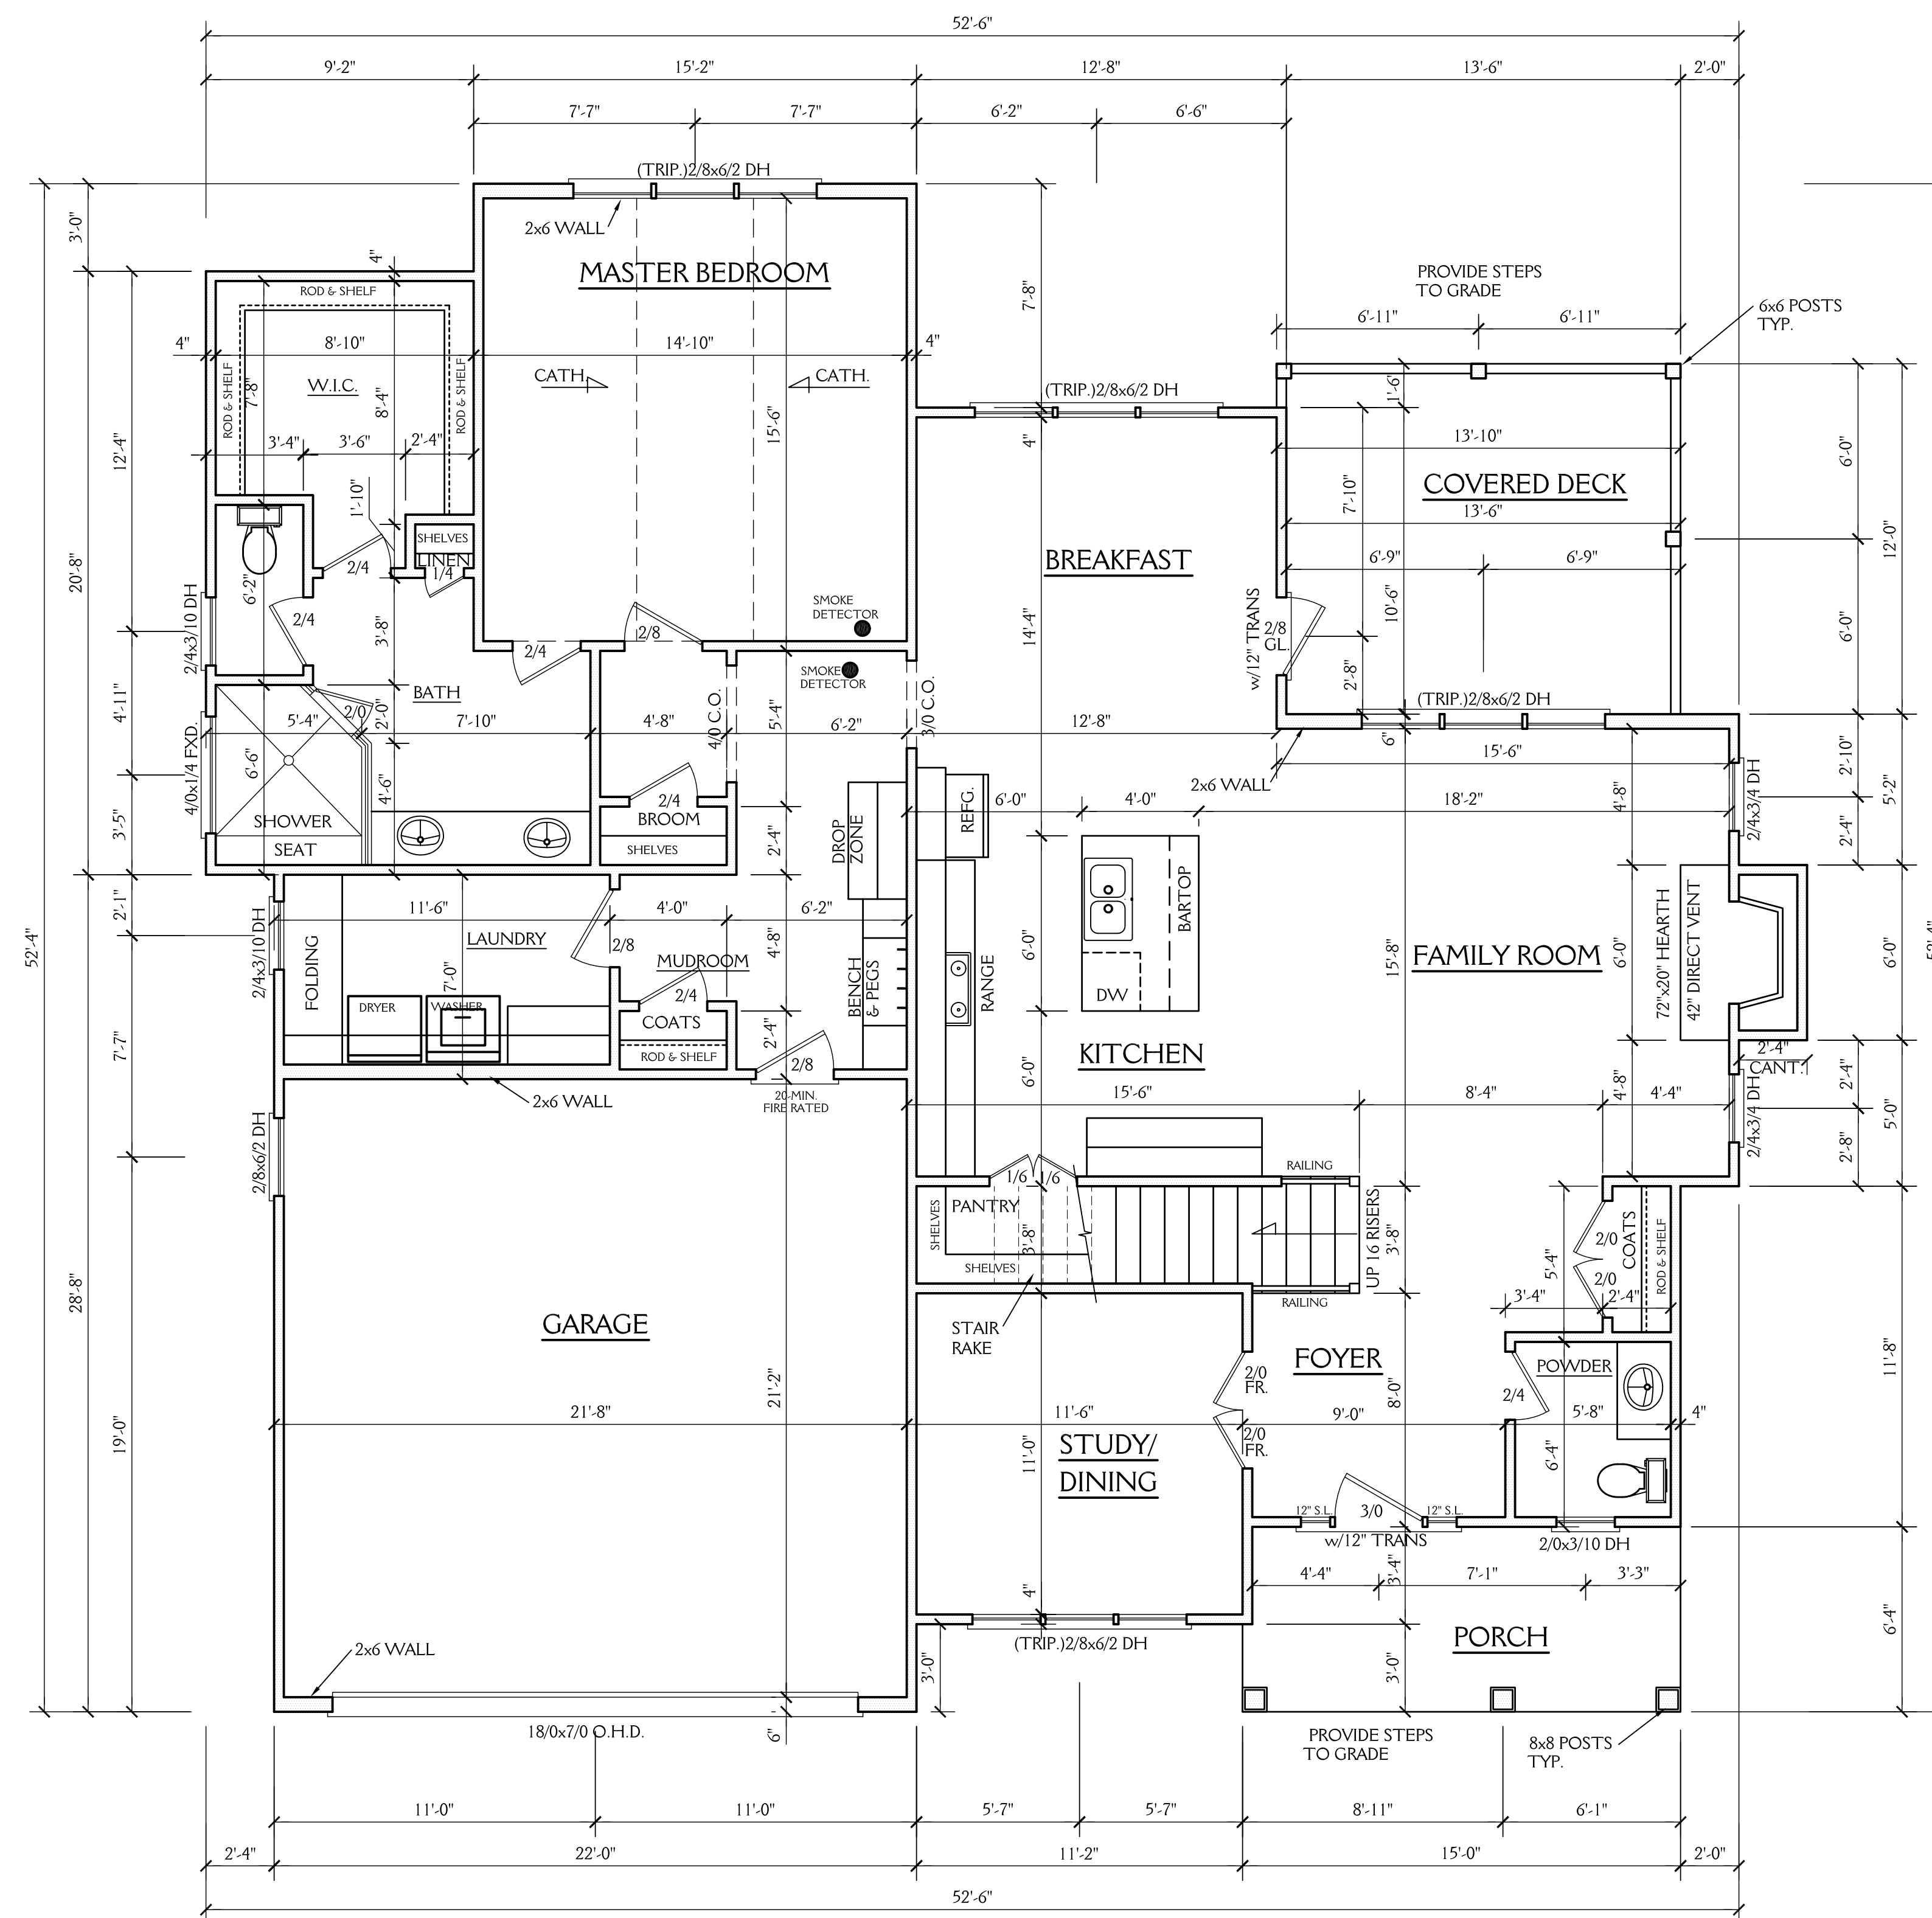 52'-6"
9'-2" 15'-2" 12'-8" 13'-6" 2'-0"
7'-7" 7'-7" 6'-2" 6'-6"
(TRIP.)2/8x6/2 DH
2x6 WALL
MASTER BEDROOM
3'-0"
4"
ROD & SHELF
7'-8"
PROVIDE STEPS
TO GRADE
6x6 POSTS
TYP.
6'-11" 6'-11"
4" 8'-10" 14'-10" 4"
ROD & SHELF
7'-8"
W.I.C.
8'-4"
ROD & SHELF
CATH. CATH.
15'-6"
(TRIP.)2/8x6/2 DH
1'-6"
4"
3'-4" 3'-6" 2'-4"
12'-4"
1'-10"
13'-10"
COVERED DECK
13'-6"
7'-10"
6'-0"
12'-0"
SHELVES
LINEN
1/4
2/4
BREAKFAST
6'-9" 6'-9"
20'-8"
2/4x3/10 DH
6'-2"
2/4
3'-8"
SMOKE
DETECTOR
2/8
2/4
14'-4"
10'-6"
w/12" TRANS
2/8
GL.
2'-8"
6'-0"
SMOKE
DETECTOR
BATH
4'-11"
(TRIP.)2/8x6/2 DH
5'-4" 2/0 2'-0" 7'-10" 4'-8" 4/0 C.O. 5'-4" 6'-2" 3/0 C.O. 12'-8"
6"
15'-6"
4/0x1/4 FXD.
6'-6"
4'-6"
2x6 WALL
2'-10"
5'-2"
2/4x3/4 DH
2/4
BROOM
SHELVES
2'-4"
DROP
ZONE
REFG.
6'-0" 4'-0" 18'-2"
4'-8"
2'-4"
SHOWER
SEAT
3'-5"
2'-1"
11'-6" 4'-0" 6'-2"
2/4x3/10 DH
FOLDING
LAUNDRY
2/8
MUDROOM
4'-8"
BARTOP
6'-0"
15'-8"
FAMILY ROOM
6'-0"
72"x20" HEARTH
42" DIRECT VENT
6'-0"
52'-4"
7'-0"
DRYER
WASHER
2/4
COATS
ROD & SHELF
2'-4"
BENCH
& PEGS
RANGE
DW
7'-7"
KITCHEN
2/8
20-MIN.
FIRE RATED
2x6 WALL
6'-0"
2'-4"
CANT.
2'-4"
15'-6" 8'-4" 4'-8" 4'-4"
5'-0"
2/8x6/2 DH
2/4x3/4 DH
2'-8"
1/6 1/6
RAILING
SHELVES
PANTRY
3'-8"
SHELVES
UP 16 RISERS
3'-8"
RAILING
5'-4"
2/0
2/0
COATS
ROD & SHELF
3'-4" 2'-4"
28'-8"
GARAGE
STAIR
RAKE
FOYER
POWDER
11'-8"
21'-2"
2/0
FR.
8'-0"
2/4
21'-8" 11'-6" 9'-0" 5'-8" 4"
19'-0"
11'-0"
STUDY/
DINING
2/0
FR.
6'-4"
12" S.L. 3/0 12" S.L.
w/12" TRANS
2/0x3/10 DH
3'-4"
4'-4" 7'-1" 3'-3"
4"
(TRIP.)2/8x6/2 DH
PORCH
6'-4"
2x6 WALL
3'-0"
3'-0"
18/0x7/0 O.H.D.
6"
PROVIDE STEPS
TO GRADE
8x8 POSTS
TYP.
11'-0" 11'-0" 5'-7" 5'-7" 8'-11" 6'-1"
2'-4" 22'-0" 11'-2" 15'-0" 2'-0"
52'-6"